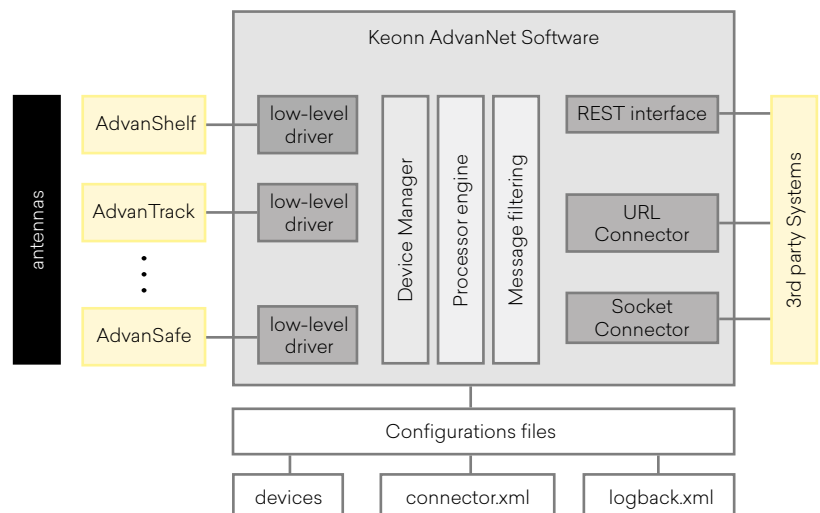 Keonn AdvanNet Software
antennas
AdvanShelf
AdvanTrack
AdvanSafe
low-level
driver
low-level
driver
low-level
driver
Device Manager
Processor engine
Message filtering
REST interface
URL
Connector
Socket
Connector
3rd party Systems
Configurations files
devices
connector.xml
logback.xml